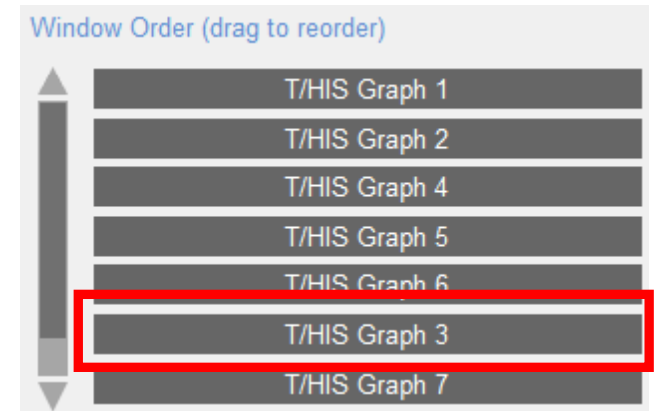 Window Order (drag to reorder)
T/HIS Graph 1
T/HIS Graph 2
T/HIS Graph 4
T/HIS Graph 5
T/HIS Graph 6
T/HIS Graph 3
T/HIS Graph 7